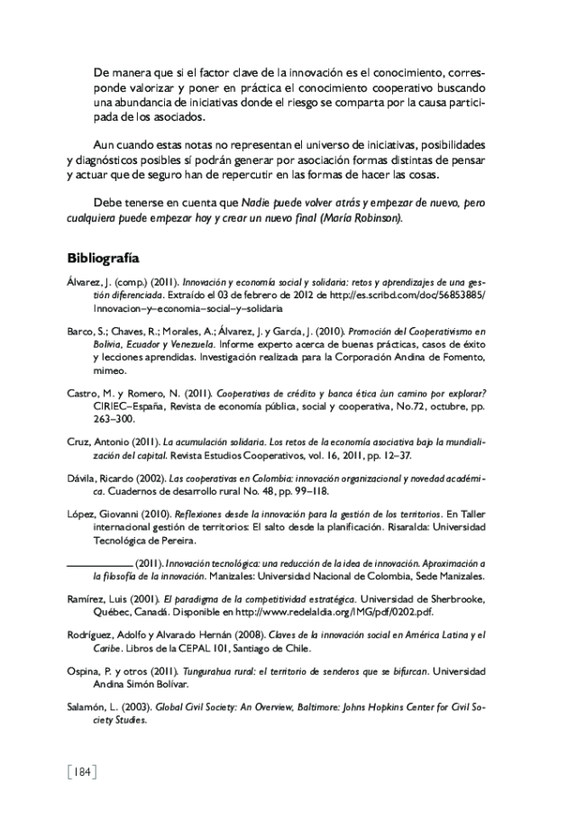 De manera que si el factor clave de la innovación es el conocimiento, corres-
ponde valorizar y poner en práctica el conocimiento cooperativo buscando
una abundancia de iniciativas donde el riesgo se comparta por la causa partici-
pada de los asociados.
Aun cuando estas notas no representan el universo de iniciativas, posibilidades
y diagnósticos posibles sí podrán generar por asociación formas distintas de pensar
y actuar que de seguro han de repercutir en las formas de hacer las cosas.
Debe tenerse en cuenta que Nadie puede volver atrás y empezar de nuevo, pero
cualquiera puede empezar hoy y crear un nuevo final (María Robinson).
Bibliografía
Álvarez, J. (comp.) (2011). Innovación y economía social y solidaria: retos y aprendizajes de una ges-
tión diferenciada. Extraído el 03 de febrero de 2012 de http://es.scribd.com/doc/56853885/
Innovacion–y–economia–social–y–solidaria
Barco, S.; Chaves, R.; Morales, A.; Álvarez, J. y García, J. (2010). Promoción del Cooperativismo en
Bolivia, Ecuador y Venezuela. Informe experto acerca de buenas prácticas, casos de éxito
y lecciones aprendidas. Investigación realizada para la Corporación Andina de Fomento,
mimeo.
Castro, M. y Romero, N. (2011). Cooperativas de crédito y banca ética ¿un camino por explorar?
CIRIEC–España, Revista de economía pública, social y cooperativa, No.72, octubre, pp.
263–300.
Cruz, Antonio (2011). La acumulación solidaria. Los retos de la economía asociativa bajo la mundiali-
zación del capital. Revista Estudios Cooperativos, vol. 16, 2011, pp. 12–37.
Dávila, Ricardo (2002). Las cooperativas en Colombia: innovación organizacional y novedad académi-
ca. Cuadernos de desarrollo rural No. 48, pp. 99–118.
López, Giovanni (2010). Reflexiones desde la innovación para la gestión de los territorios. En Taller
internacional gestión de territorios: El salto desde la planificación. Risaralda: Universidad
Tecnológica de Pereira.
____________ (2011). Innovación tecnológica: una reducción de la idea de innovación. Aproximación a
la filosofía de la innovación. Manizales: Universidad Nacional de Colombia, Sede Manizales.
Ramírez, Luis (2001). El paradigma de la competitividad estratégica. Universidad de Sherbrooke,
Québec, Canadá. Disponible en http://www.redelaldia.org/IMG/pdf/0202.pdf.
Rodríguez, Adolfo y Alvarado Hernán (2008). Claves de la innovación social en América Latina y el
Caribe. Libros de la CEPAL 101, Santiago de Chile.
Ospina, P. y otros (2011). Tungurahua rural: el territorio de senderos que se bifurcan. Universidad
Andina Simón Bolívar.
Salamón, L. (2003). Global Civil Society: An Overview, Baltimore: Johns Hopkins Center for Civil So-
ciety Studies.
[184]